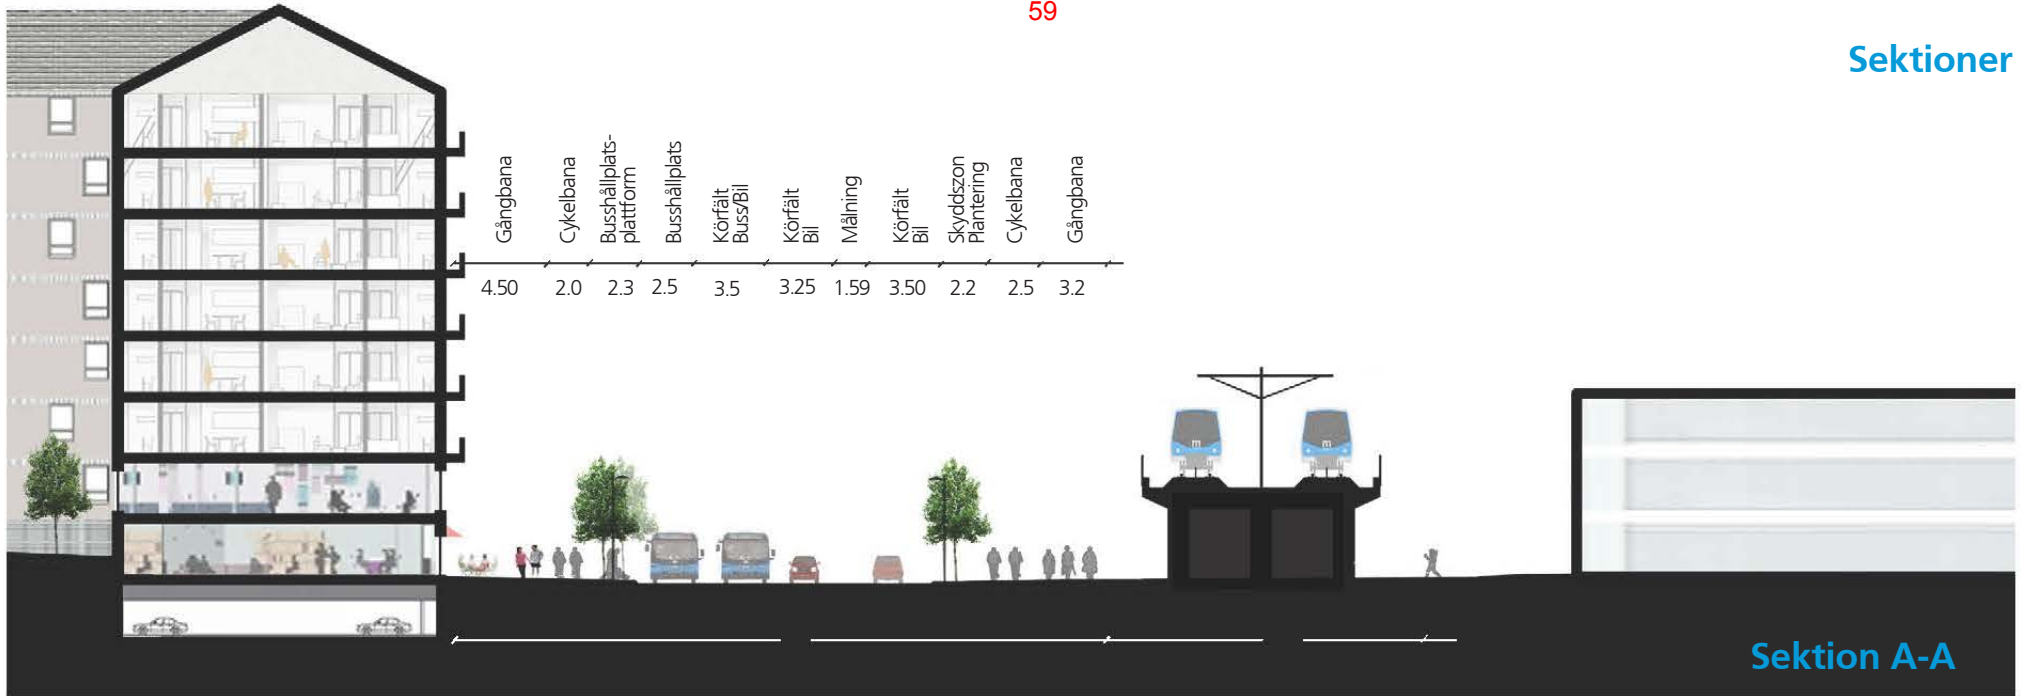 59
Sektioner
Gångbana
Cykelbana
Busshållplats-
plattform
Busshållplats
Körfält
Buss/Bil
Körfält
Bil
Målning
Körfält
Bil
Skyddszon
Plantering
Cykelbana
Gångbana
4.50 2.0 2.3 2.5 3.5 3.25 1.59 3.50 2.2 2.5 3.2
Sektion A-A